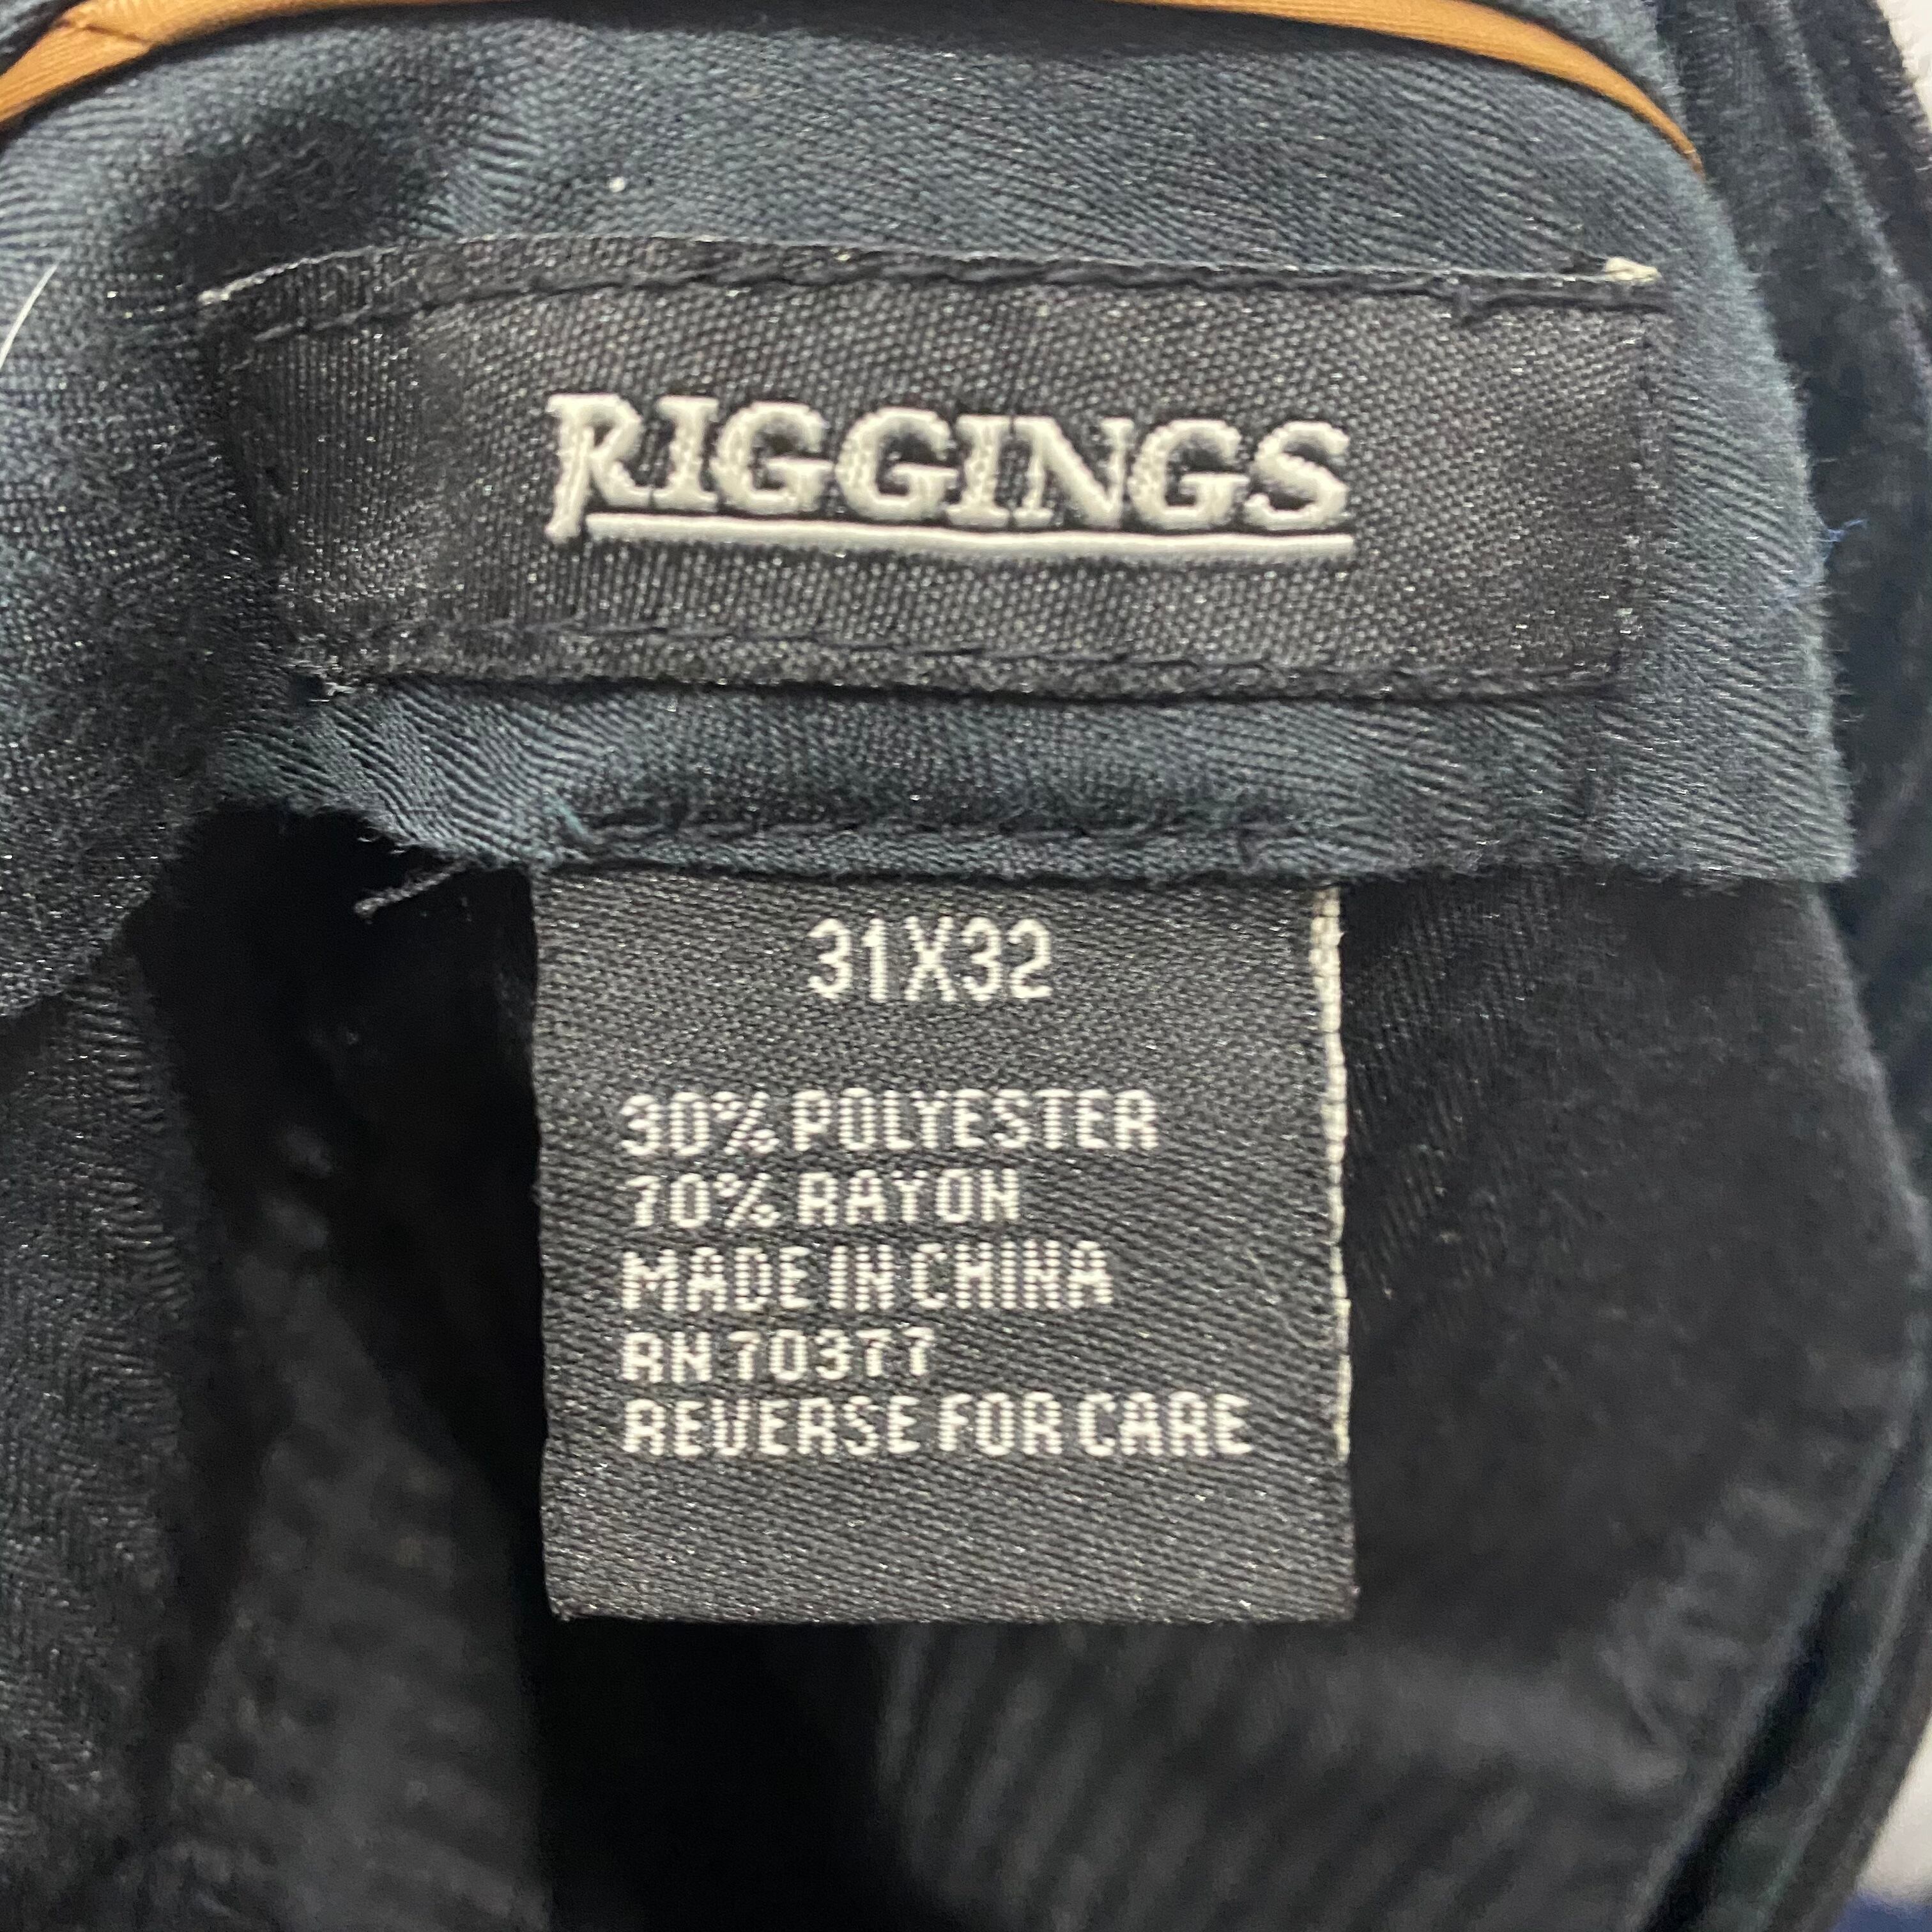 RIGGINGS
31X32
30% POLYESTER
70% RAYON
MADE IN CHINA
RN 70377
REVERSE FOR CARE